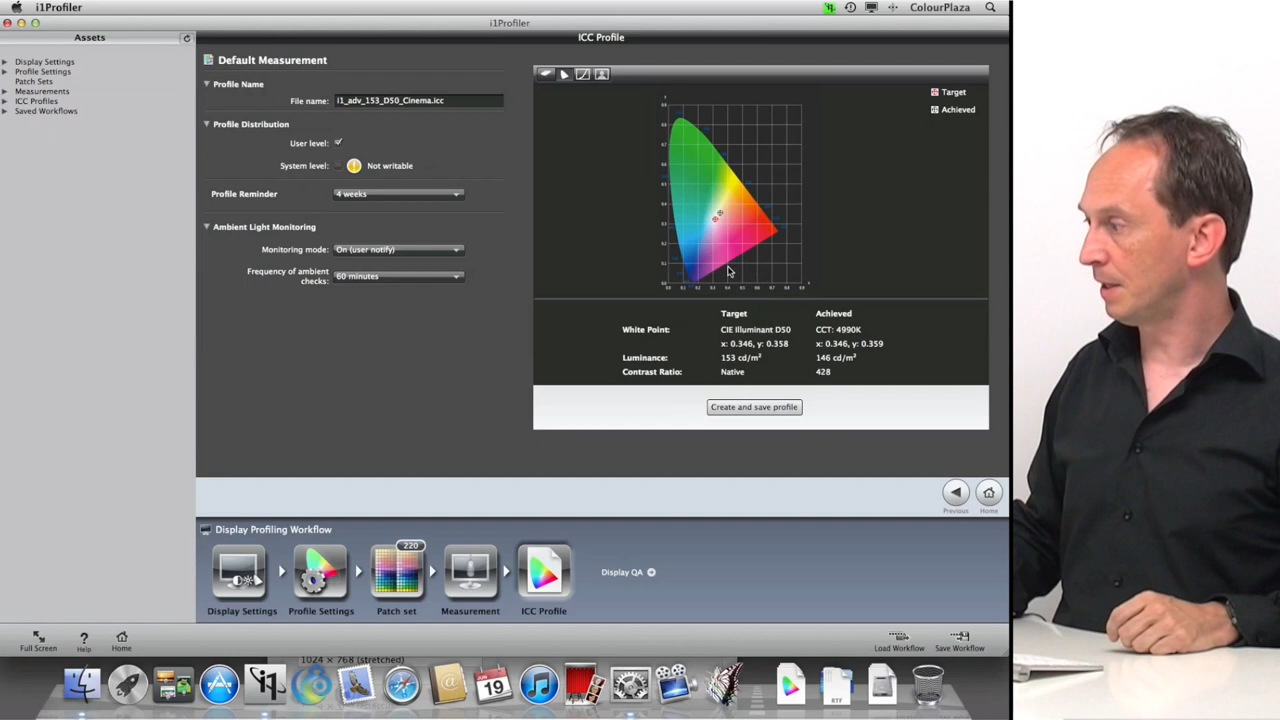 i1Profiler
ColourPlaza
i1Profiler
Assets
ICC Profile
Display Settings
Profile Settings
Patch Sets
Measurements
ICC Profiles
Saved Workflows
Default Measurement
Profile Name
File name: i1_adv_153_D50_Cinema.icc
Profile Distribution
User level:
System level: Not writable
Profile Reminder 4 weeks
Ambient Light Monitoring
Monitoring mode: On (user notify)
Frequency of ambient checks: 60 minutes
Target
Achieved
Target Achieved
White Point: CIE Illuminant D50 CCT: 4990K
x: 0.346, y: 0.358 x: 0.346, y: 0.359
Luminance: 153 cd/m² 146 cd/m²
Contrast Ratio: Native 428
Create and save profile
Previous
Home
Display Profiling Workflow
220
Display Settings
Profile Settings
Patch set
Measurement
ICC Profile
Display QA
Full Screen
Help
Home
Load Workflow
Save Workflow
1024 × 768 (stretched)
JUN
19
RTF